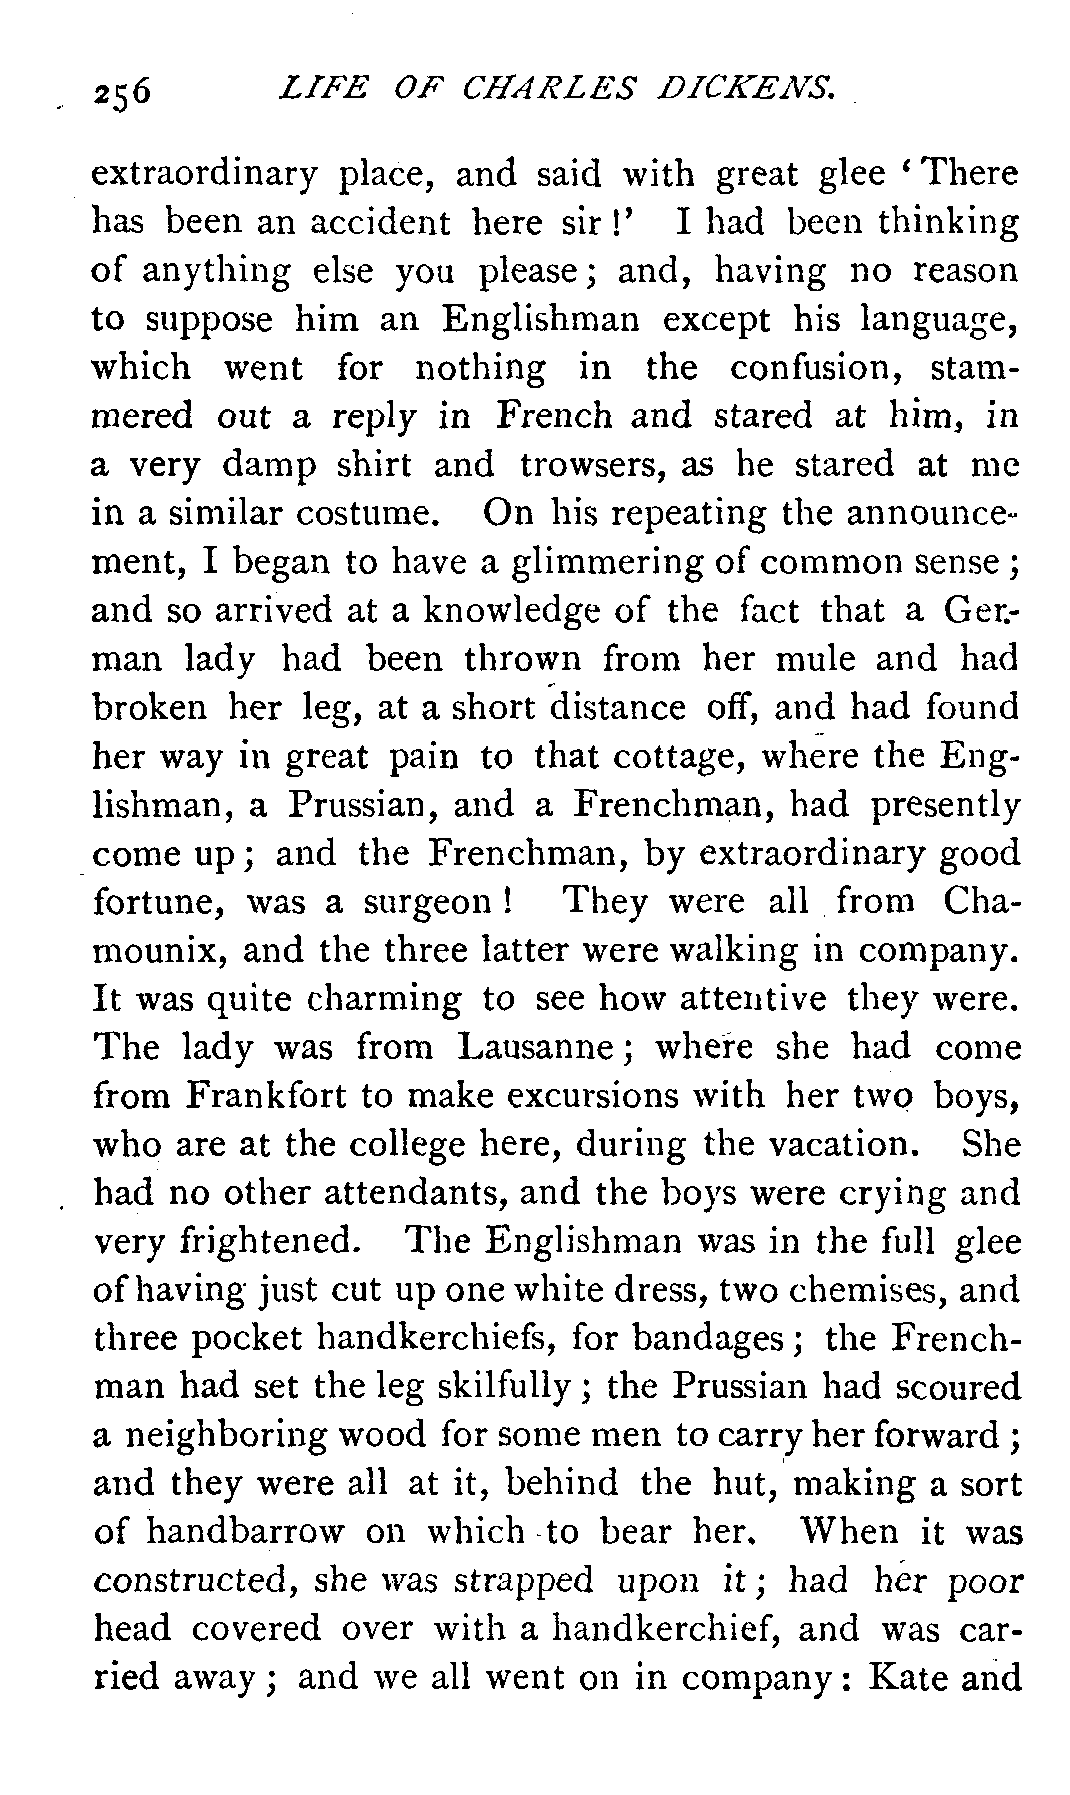 256 LIFE OF CHARLES DICKENS.
extraordinary place, and said with great glee ‘There
has been an accident here sir!’ I had been thinking
of anything else you please; and, having no reason
to suppose him an Englishman except his language,
which went for nothing in the confusion, stam-
mered out a reply in French and stared at him, in
a very damp shirt and trowsers, as he stared at me
in a similar costume. On his repeating the announce-
ment, I began to have a glimmering of common sense;
and so arrived at a knowledge of the fact that a Ger-
man lady had been thrown from her mule and had
broken her leg, at a short distance off, and had found
her way in great pain to that cottage, where the Eng-
lishman, a Prussian, and a Frenchman, had presently
come up; and the Frenchman, by extraordinary good
fortune, was a surgeon! They were all from Cha-
mounix, and the three latter were walking in company.
It was quite charming to see how attentive they were.
The lady was from Lausanne; where she had come
from Frankfort to make excursions with her two boys,
who are at the college here, during the vacation. She
had no other attendants, and the boys were crying and
very frightened. The Englishman was in the full glee
of having just cut up one white dress, two chemises, and
three pocket handkerchiefs, for bandages; the French-
man had set the leg skilfully; the Prussian had scoured
a neighboring wood for some men to carry her forward;
and they were all at it, behind the hut, making a sort
of handbarrow on which to bear her. When it was
constructed, she was strapped upon it; had her poor
head covered over with a handkerchief, and was car-
ried away; and we all went on in company: Kate and